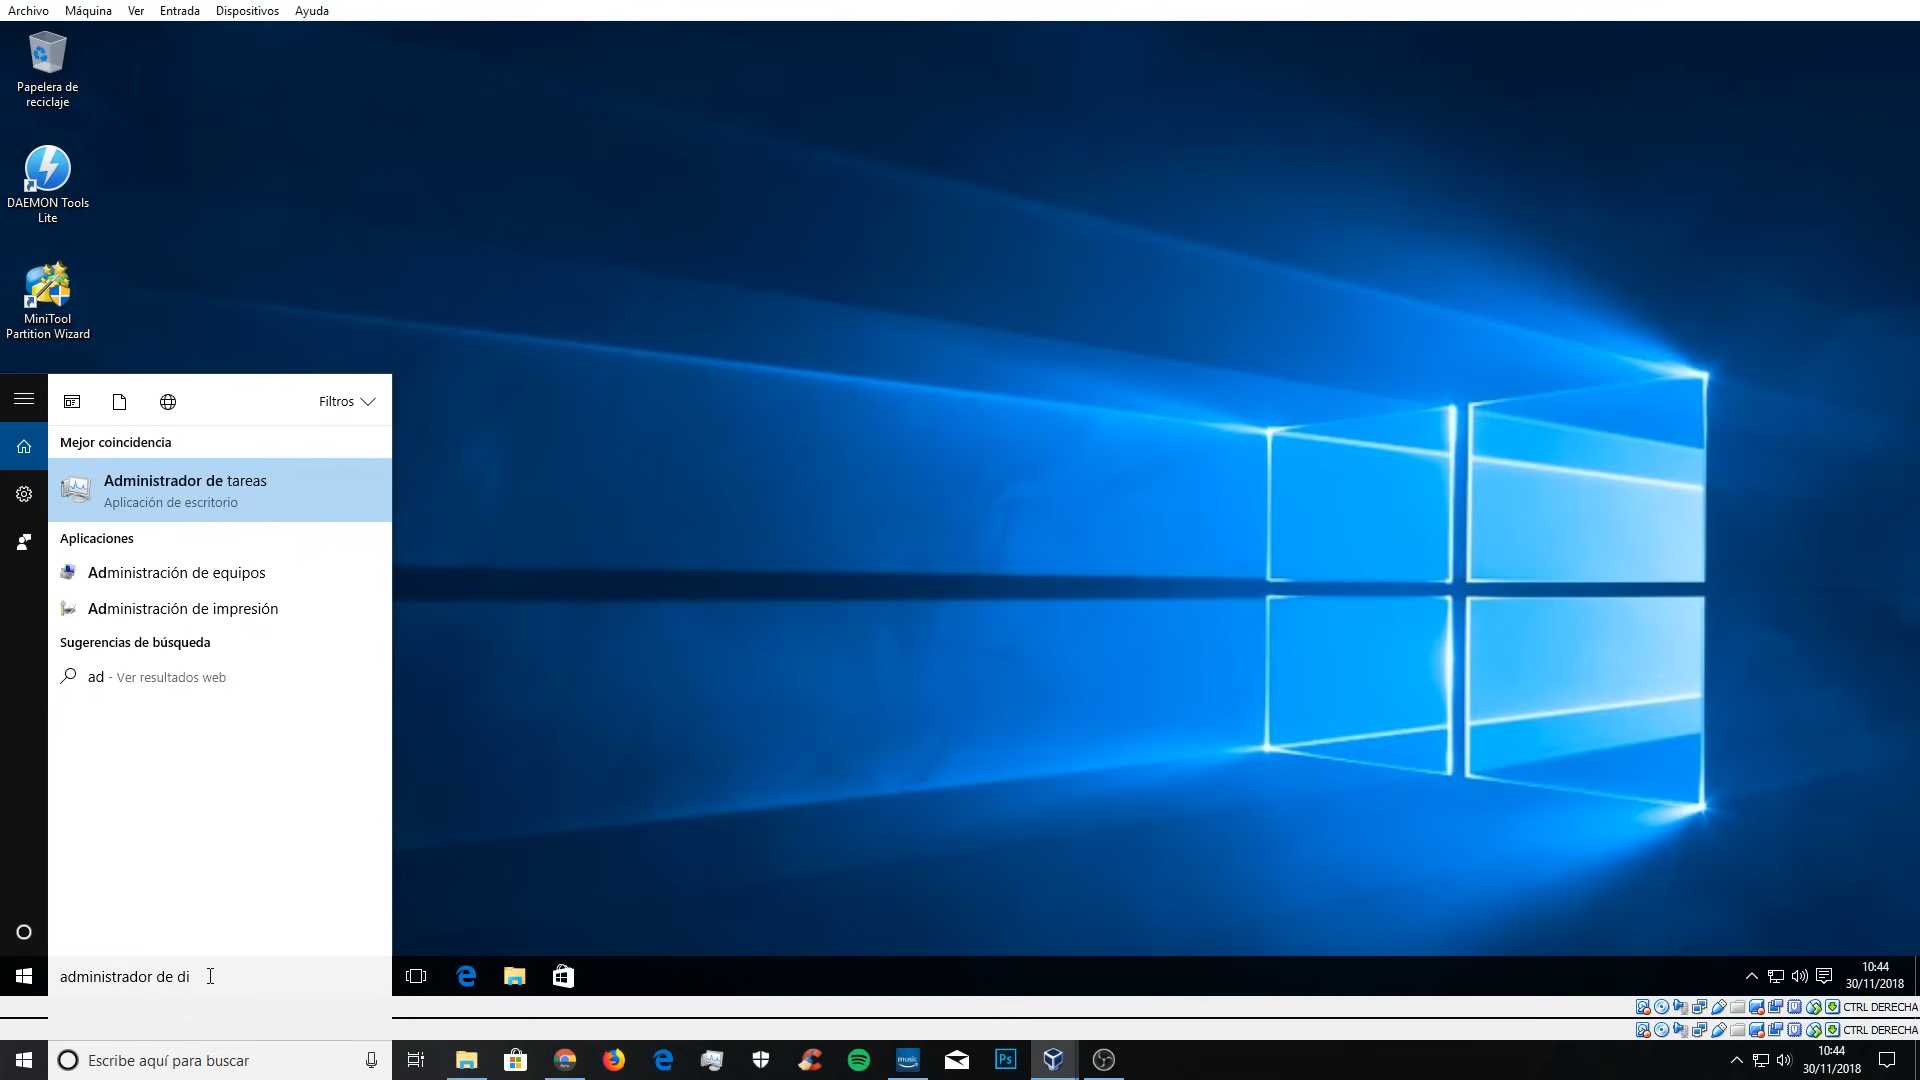 Archivo Máquina Ver Entrada Dispositivos Ayuda
Papelera de
reciclaje
DAEMON Tools
Lite
MiniTool
Partition Wizard
Filtros
Mejor coincidencia
Administrador de tareas
Aplicación de escritorio
Aplicaciones
Administración de equipos
Administración de impresión
Sugerencias de búsqueda
ad - Ver resultados web
administrador de di
10:44
30/11/2018
CTRL DERECHA
CTRL DERECHA
Escribe aquí para buscar
music
Ps
10:44
30/11/2018